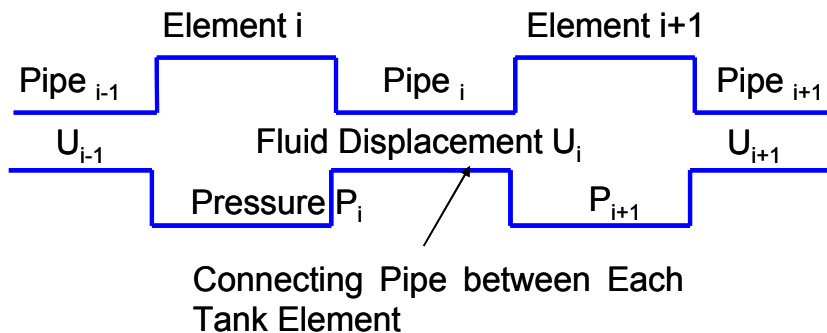 Element i Element i+1
Pipe i-1 Pipe i Pipe i+1
Ui-1 Fluid Displacement Ui Ui+1
Pressure Pi Pi+1
Connecting Pipe between Each
Tank Element